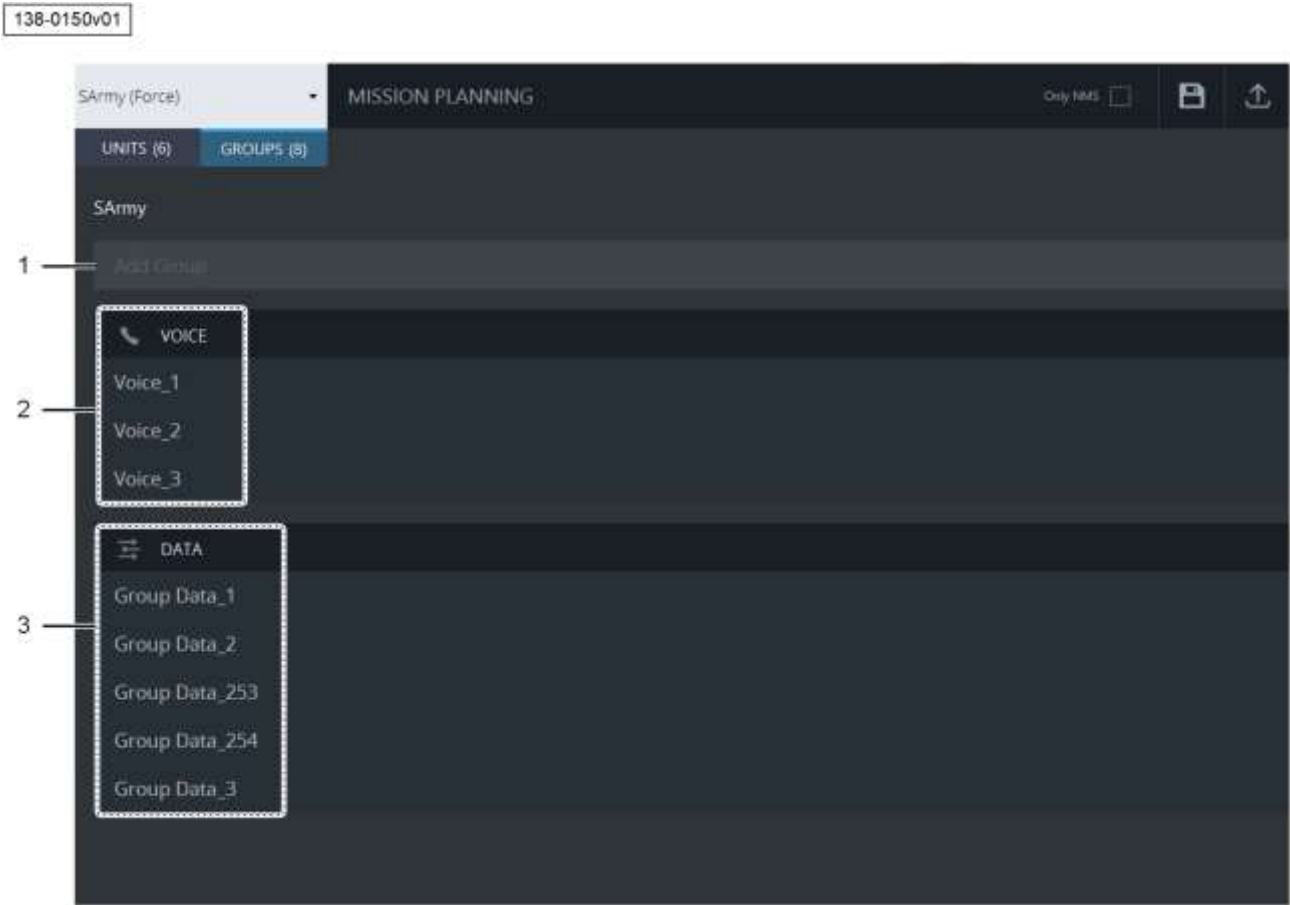 138-0150v01
SArmy (Force) MISSION PLANNING Only NMS
UNITS (6) GROUPS (8)
SArmy
1 Add Group
VOICE
Voice_1
2
Voice_2
Voice_3
DATA
Group Data_1
3
Group Data_2
Group Data_253
Group Data_254
Group Data_3